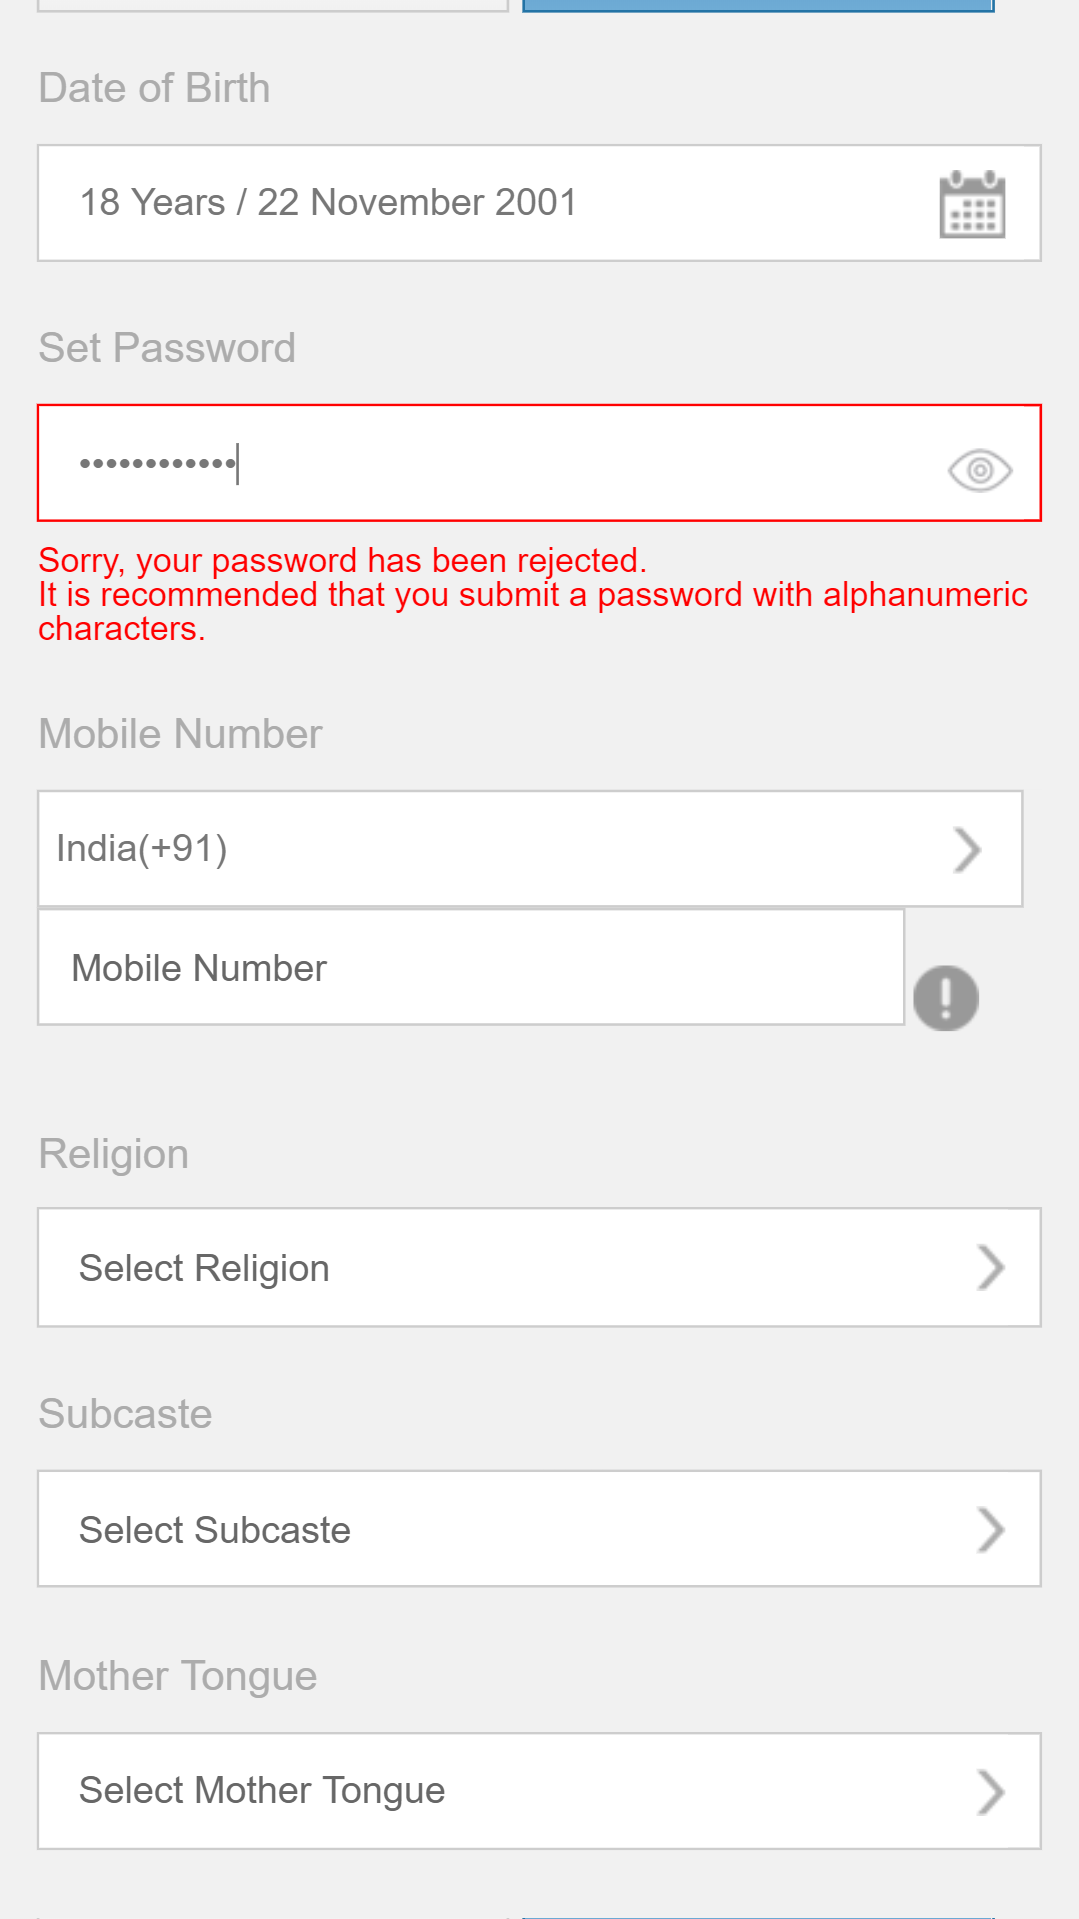 Date of Birth
18 Years / 22 November 2001
Set Password
••••••••••••
Sorry, your password has been rejected.
It is recommended that you submit a password with alphanumeric
characters.
Mobile Number
India(+91)
Mobile Number
Religion
Select Religion
Subcaste
Select Subcaste
Mother Tongue
Select Mother Tongue